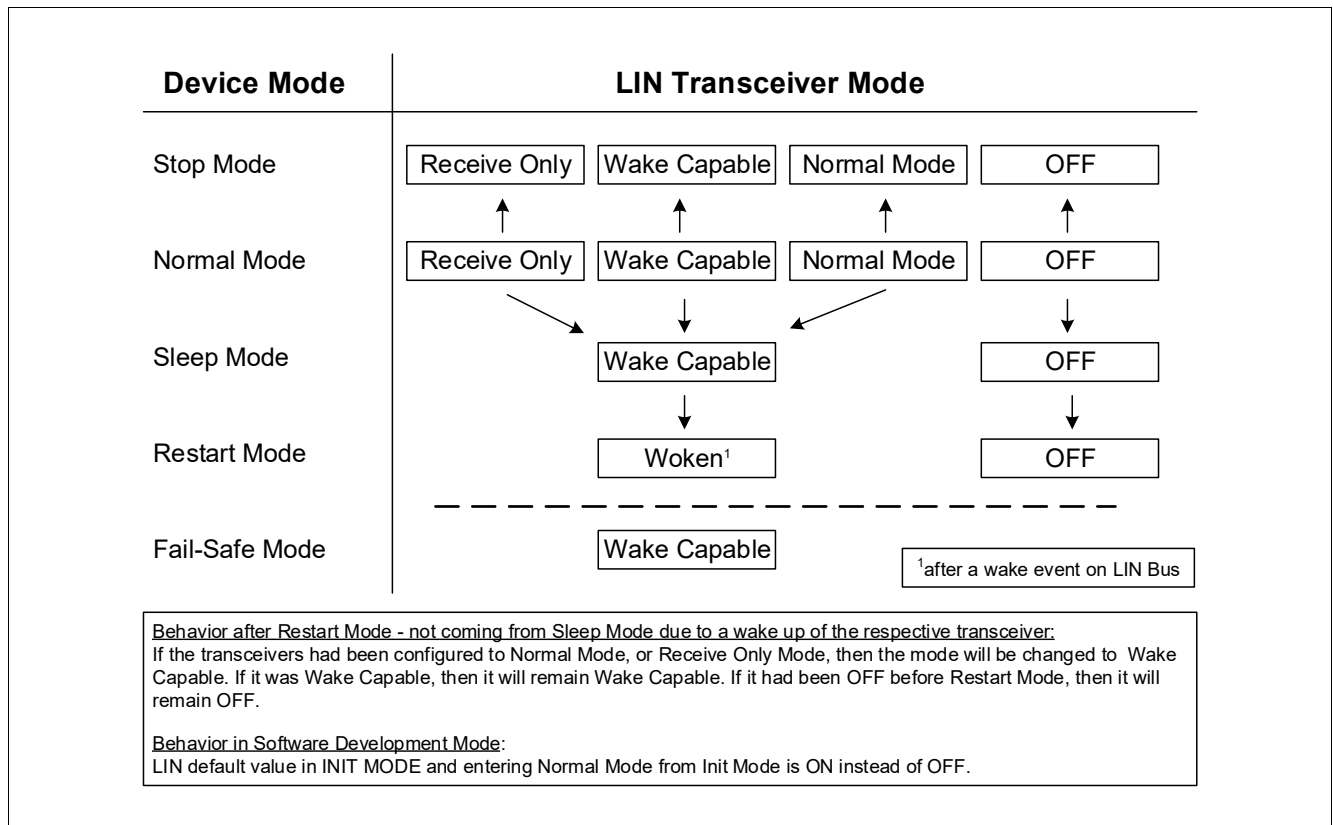 Device Mode LIN Transceiver Mode
Stop Mode Receive Only Wake Capable Normal Mode OFF
Normal Mode Receive Only Wake Capable Normal Mode OFF
Sleep Mode Wake Capable OFF
Restart Mode Woken¹ OFF
Fail-Safe Mode Wake Capable
¹after a wake event on LIN Bus
Behavior after Restart Mode - not coming from Sleep Mode due to a wake up of the respective transceiver:
If the transceivers had been configured to Normal Mode, or Receive Only Mode, then the mode will be changed to Wake
Capable. If it was Wake Capable, then it will remain Wake Capable. If it had been OFF before Restart Mode, then it will
remain OFF.
Behavior in Software Development Mode:
LIN default value in INIT MODE and entering Normal Mode from Init Mode is ON instead of OFF.